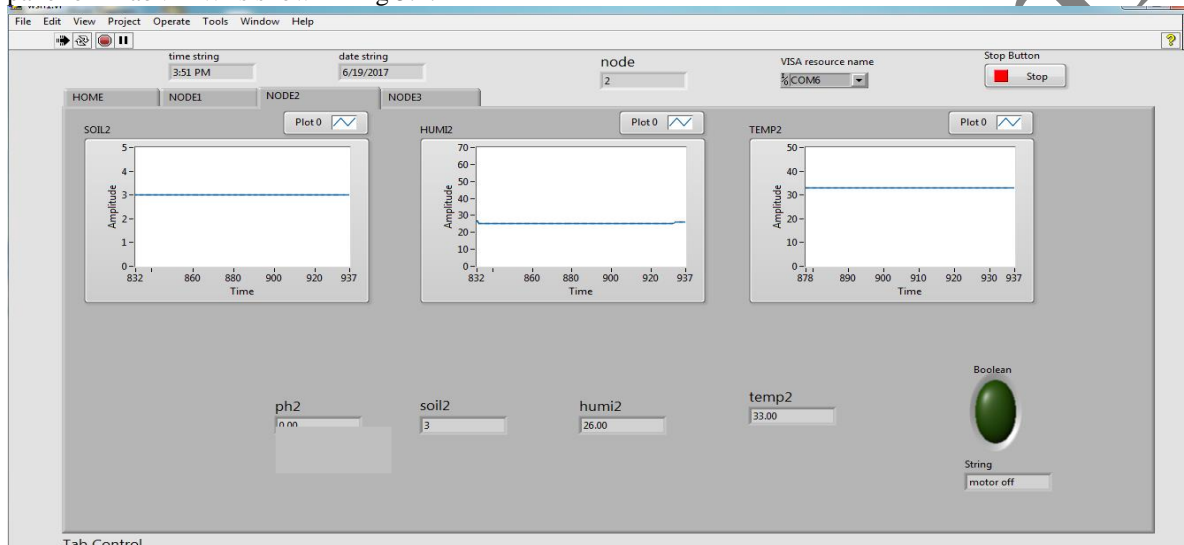 File Edit View Project Operate Tools Window Help
time string
3:51 PM
date string
6/19/2017
node
2
VISA resource name
COM6
Stop Button
Stop
HOME NODE1 NODE2 NODE3
SOIL2
Plot 0
5
4
3
2
1
0
Amplitude
832 860 880 900 920 937
Time
HUMI2
Plot 0
70
60
50
40
30
20
10
0
Amplitude
832 860 880 900 920 937
Time
TEMP2
Plot 0
50
40
30
20
10
0
Amplitude
878 890 900 910 920 930 937
Time
ph2
0.00
soil2
3
humi2
26.00
temp2
33.00
Boolean
String
motor off
Tab Control